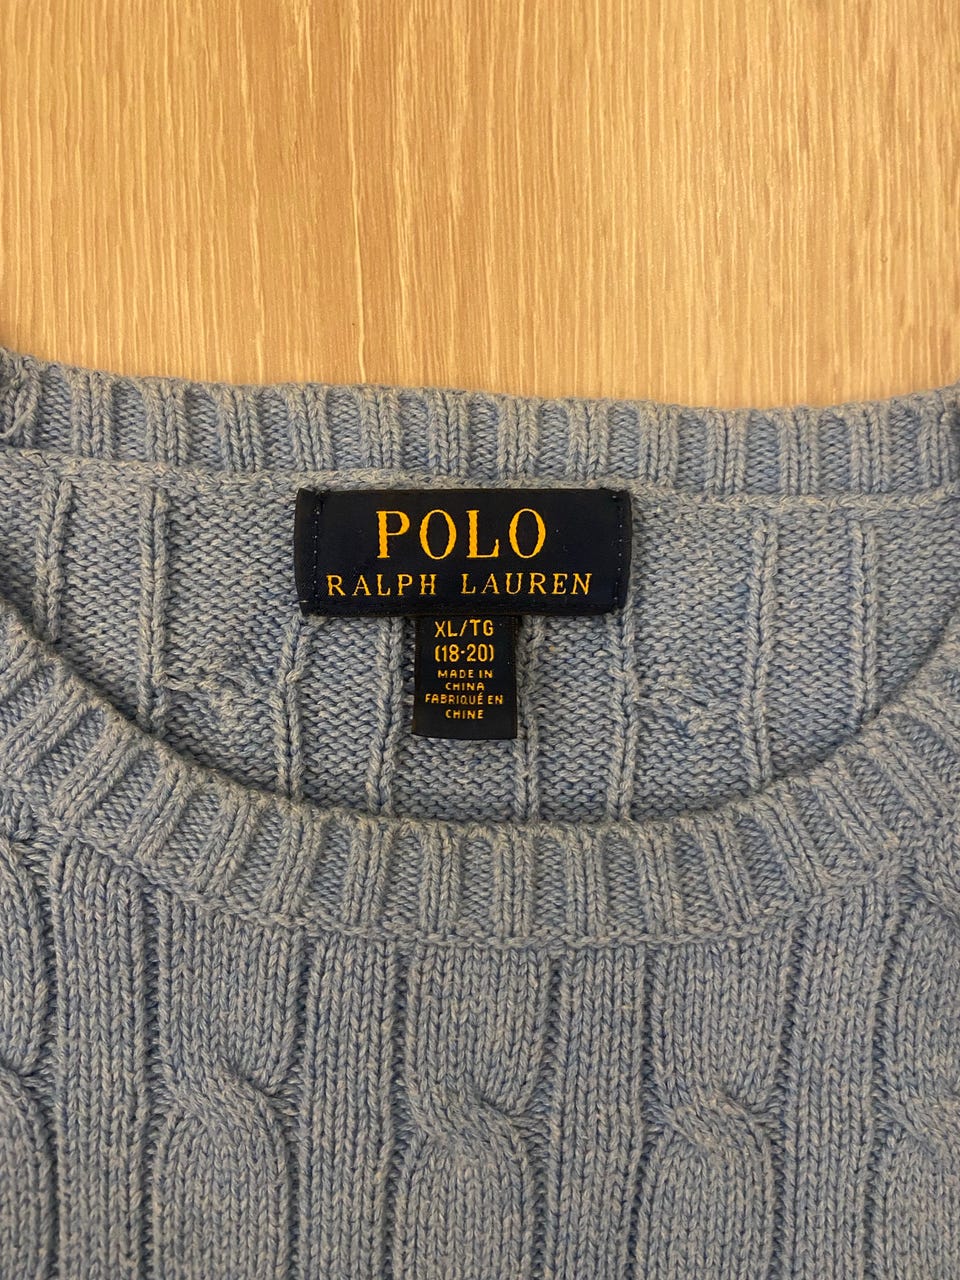 POLO
RALPH LAUREN
XL/TG
(18-20)
MADE IN
CHINA
FABRIQUÉ EN
CHINE